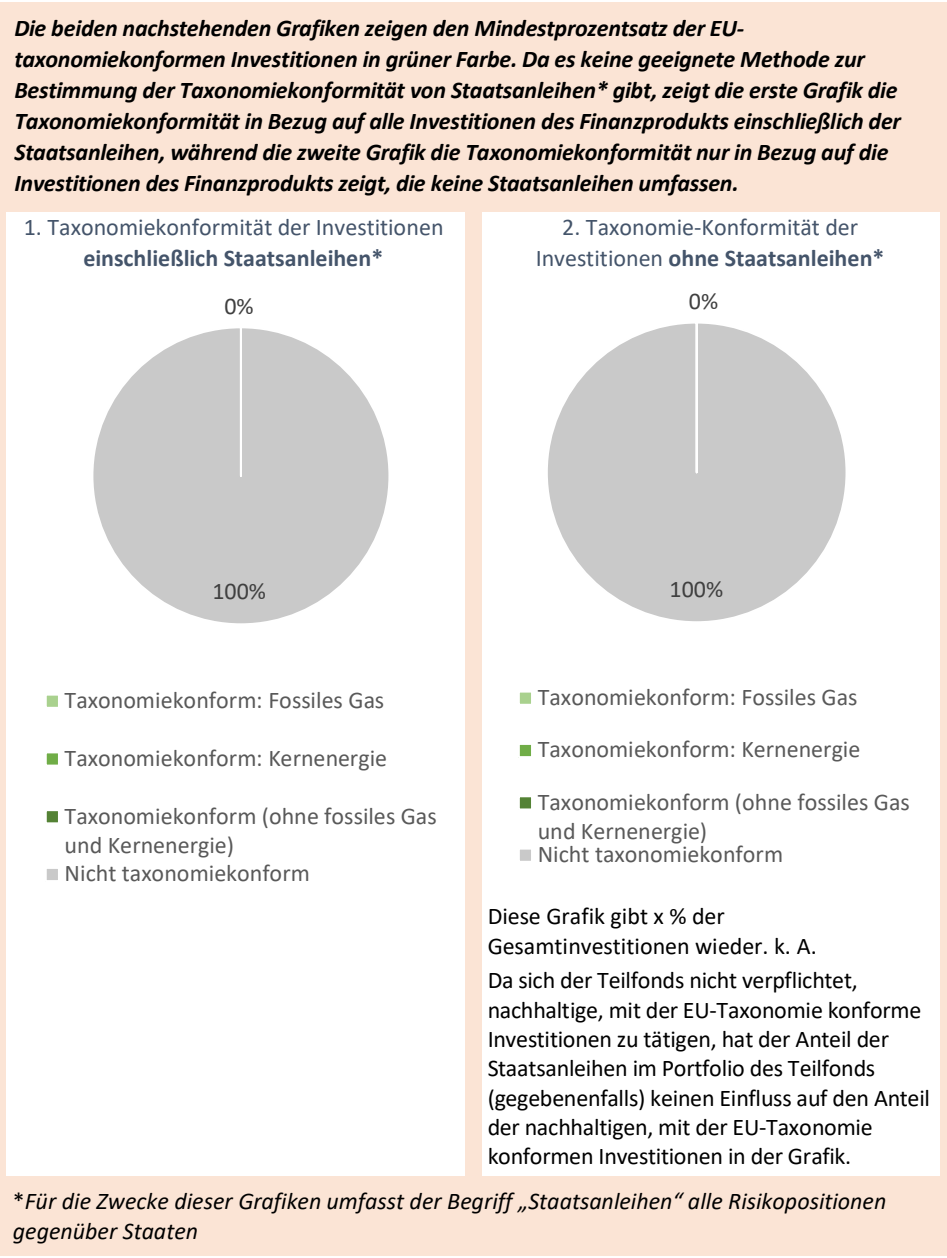 Die beiden nachstehenden Grafiken zeigen den Mindestprozentsatz der EU-
taxonomiekonformen Investitionen in grüner Farbe. Da es keine geeignete Methode zur
Bestimmung der Taxonomiekonformität von Staatsanleihen* gibt, zeigt die erste Grafik die
Taxonomiekonformität in Bezug auf alle Investitionen des Finanzprodukts einschließlich der
Staatsanleihen, während die zweite Grafik die Taxonomiekonformität nur in Bezug auf die
Investitionen des Finanzprodukts zeigt, die keine Staatsanleihen umfassen.
1. Taxonomiekonformität der Investitionen
einschließlich Staatsanleihen*
0%
100%
Taxonomiekonform: Fossiles Gas
Taxonomiekonform: Kernenergie
Taxonomiekonform (ohne fossiles Gas
und Kernenergie)
Nicht taxonomiekonform
2. Taxonomie-Konformität der
Investitionen ohne Staatsanleihen*
0%
100%
Taxonomiekonform: Fossiles Gas
Taxonomiekonform: Kernenergie
Taxonomiekonform (ohne fossiles Gas
und Kernenergie)
Nicht taxonomiekonform
Diese Grafik gibt x % der
Gesamtinvestitionen wieder. k. A.
Da sich der Teilfonds nicht verpflichtet,
nachhaltige, mit der EU-Taxonomie konforme
Investitionen zu tätigen, hat der Anteil der
Staatsanleihen im Portfolio des Teilfonds
(gegebenenfalls) keinen Einfluss auf den Anteil
der nachhaltigen, mit der EU-Taxonomie
konformen Investitionen in der Grafik.
*Für die Zwecke dieser Grafiken umfasst der Begriff „Staatsanleihen“ alle Risikopositionen
gegenüber Staaten